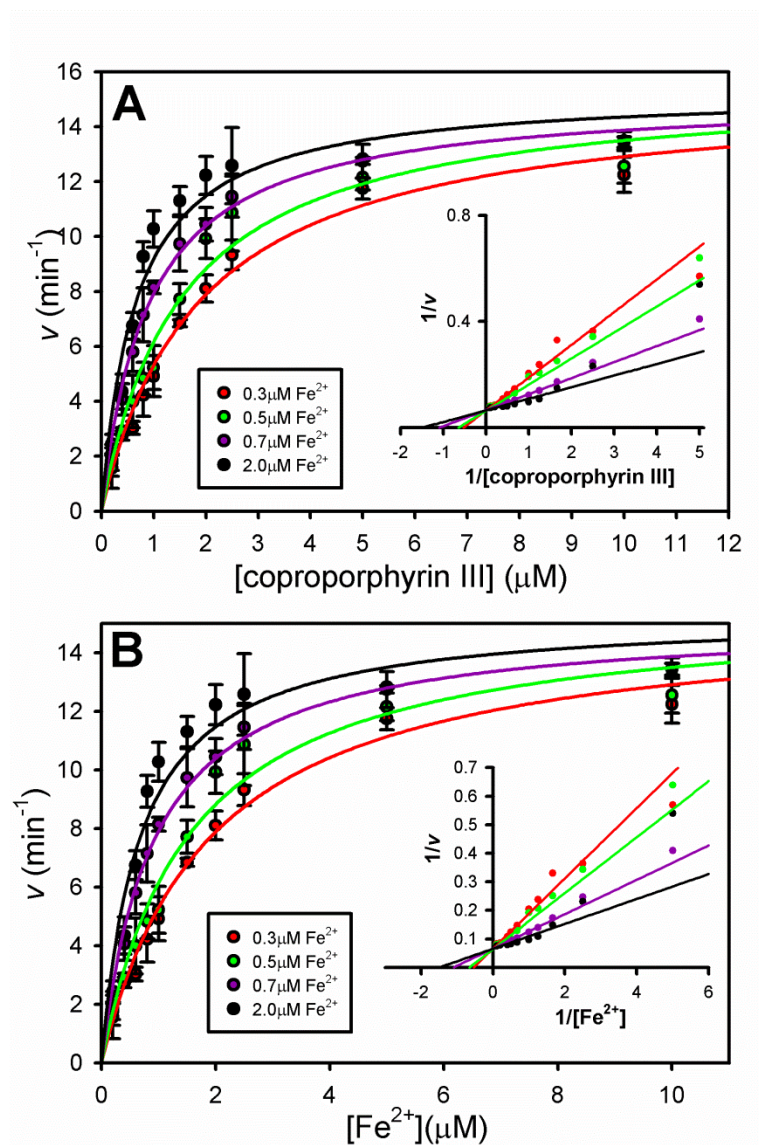 A
16
14
12
10
8
6
4
2
0
v (min⁻¹)
0 1 2 3 4 5 6 7 8 9 10 11 12
[coproporphyrin III] (μM)
0.3μM Fe²⁺
0.5μM Fe²⁺
0.7μM Fe²⁺
2.0μM Fe²⁺
0.8
0.4
1/v
-2 -1 0 1 2 3 4 5
1/[coproporphyrin III]
B
14
12
10
8
6
4
2
0
v (min⁻¹)
0 2 4 6 8 10
[Fe²⁺](μM)
0.3μM Fe²⁺
0.5μM Fe²⁺
0.7μM Fe²⁺
2.0μM Fe²⁺
0.7
0.6
0.5
0.4
0.3
0.2
0.1
1/v
-2 0 2 4 6
1/[Fe²⁺]